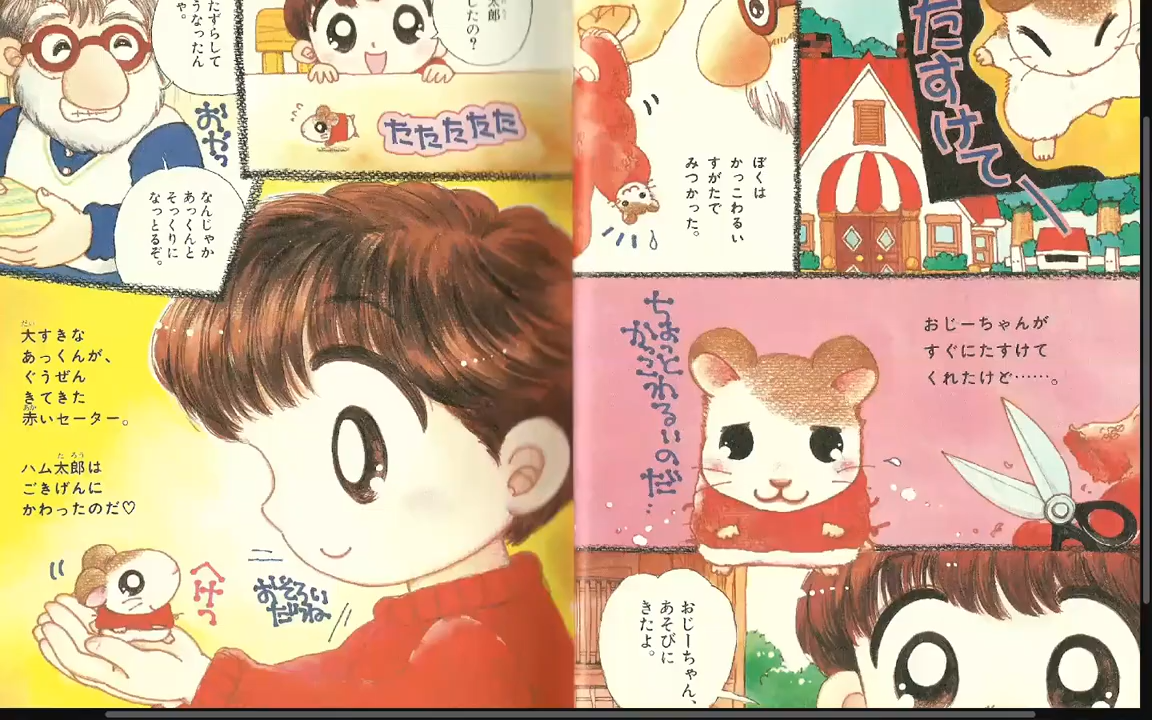 たすけてー
ぼくは
かっこわるい
すがたで
みつかった。
おじーちゃんが
すぐにたすけて
くれたけど……。
ちょっと
かっこわるいのだ…
おじーちゃん、
あそびに
きたよ。
太郎
したの？
たたたたた
たずらして
うなったん
ゃ。
おやっ
なんじゃか
あっくんと
そっくりに
なっとるぞ。
大すきな
あっくんが、
ぐうぜん
きてきた
赤いセーター。
ハム太郎は
ごきげんに
かわったのだ♡
へけっ
おそろい
だね